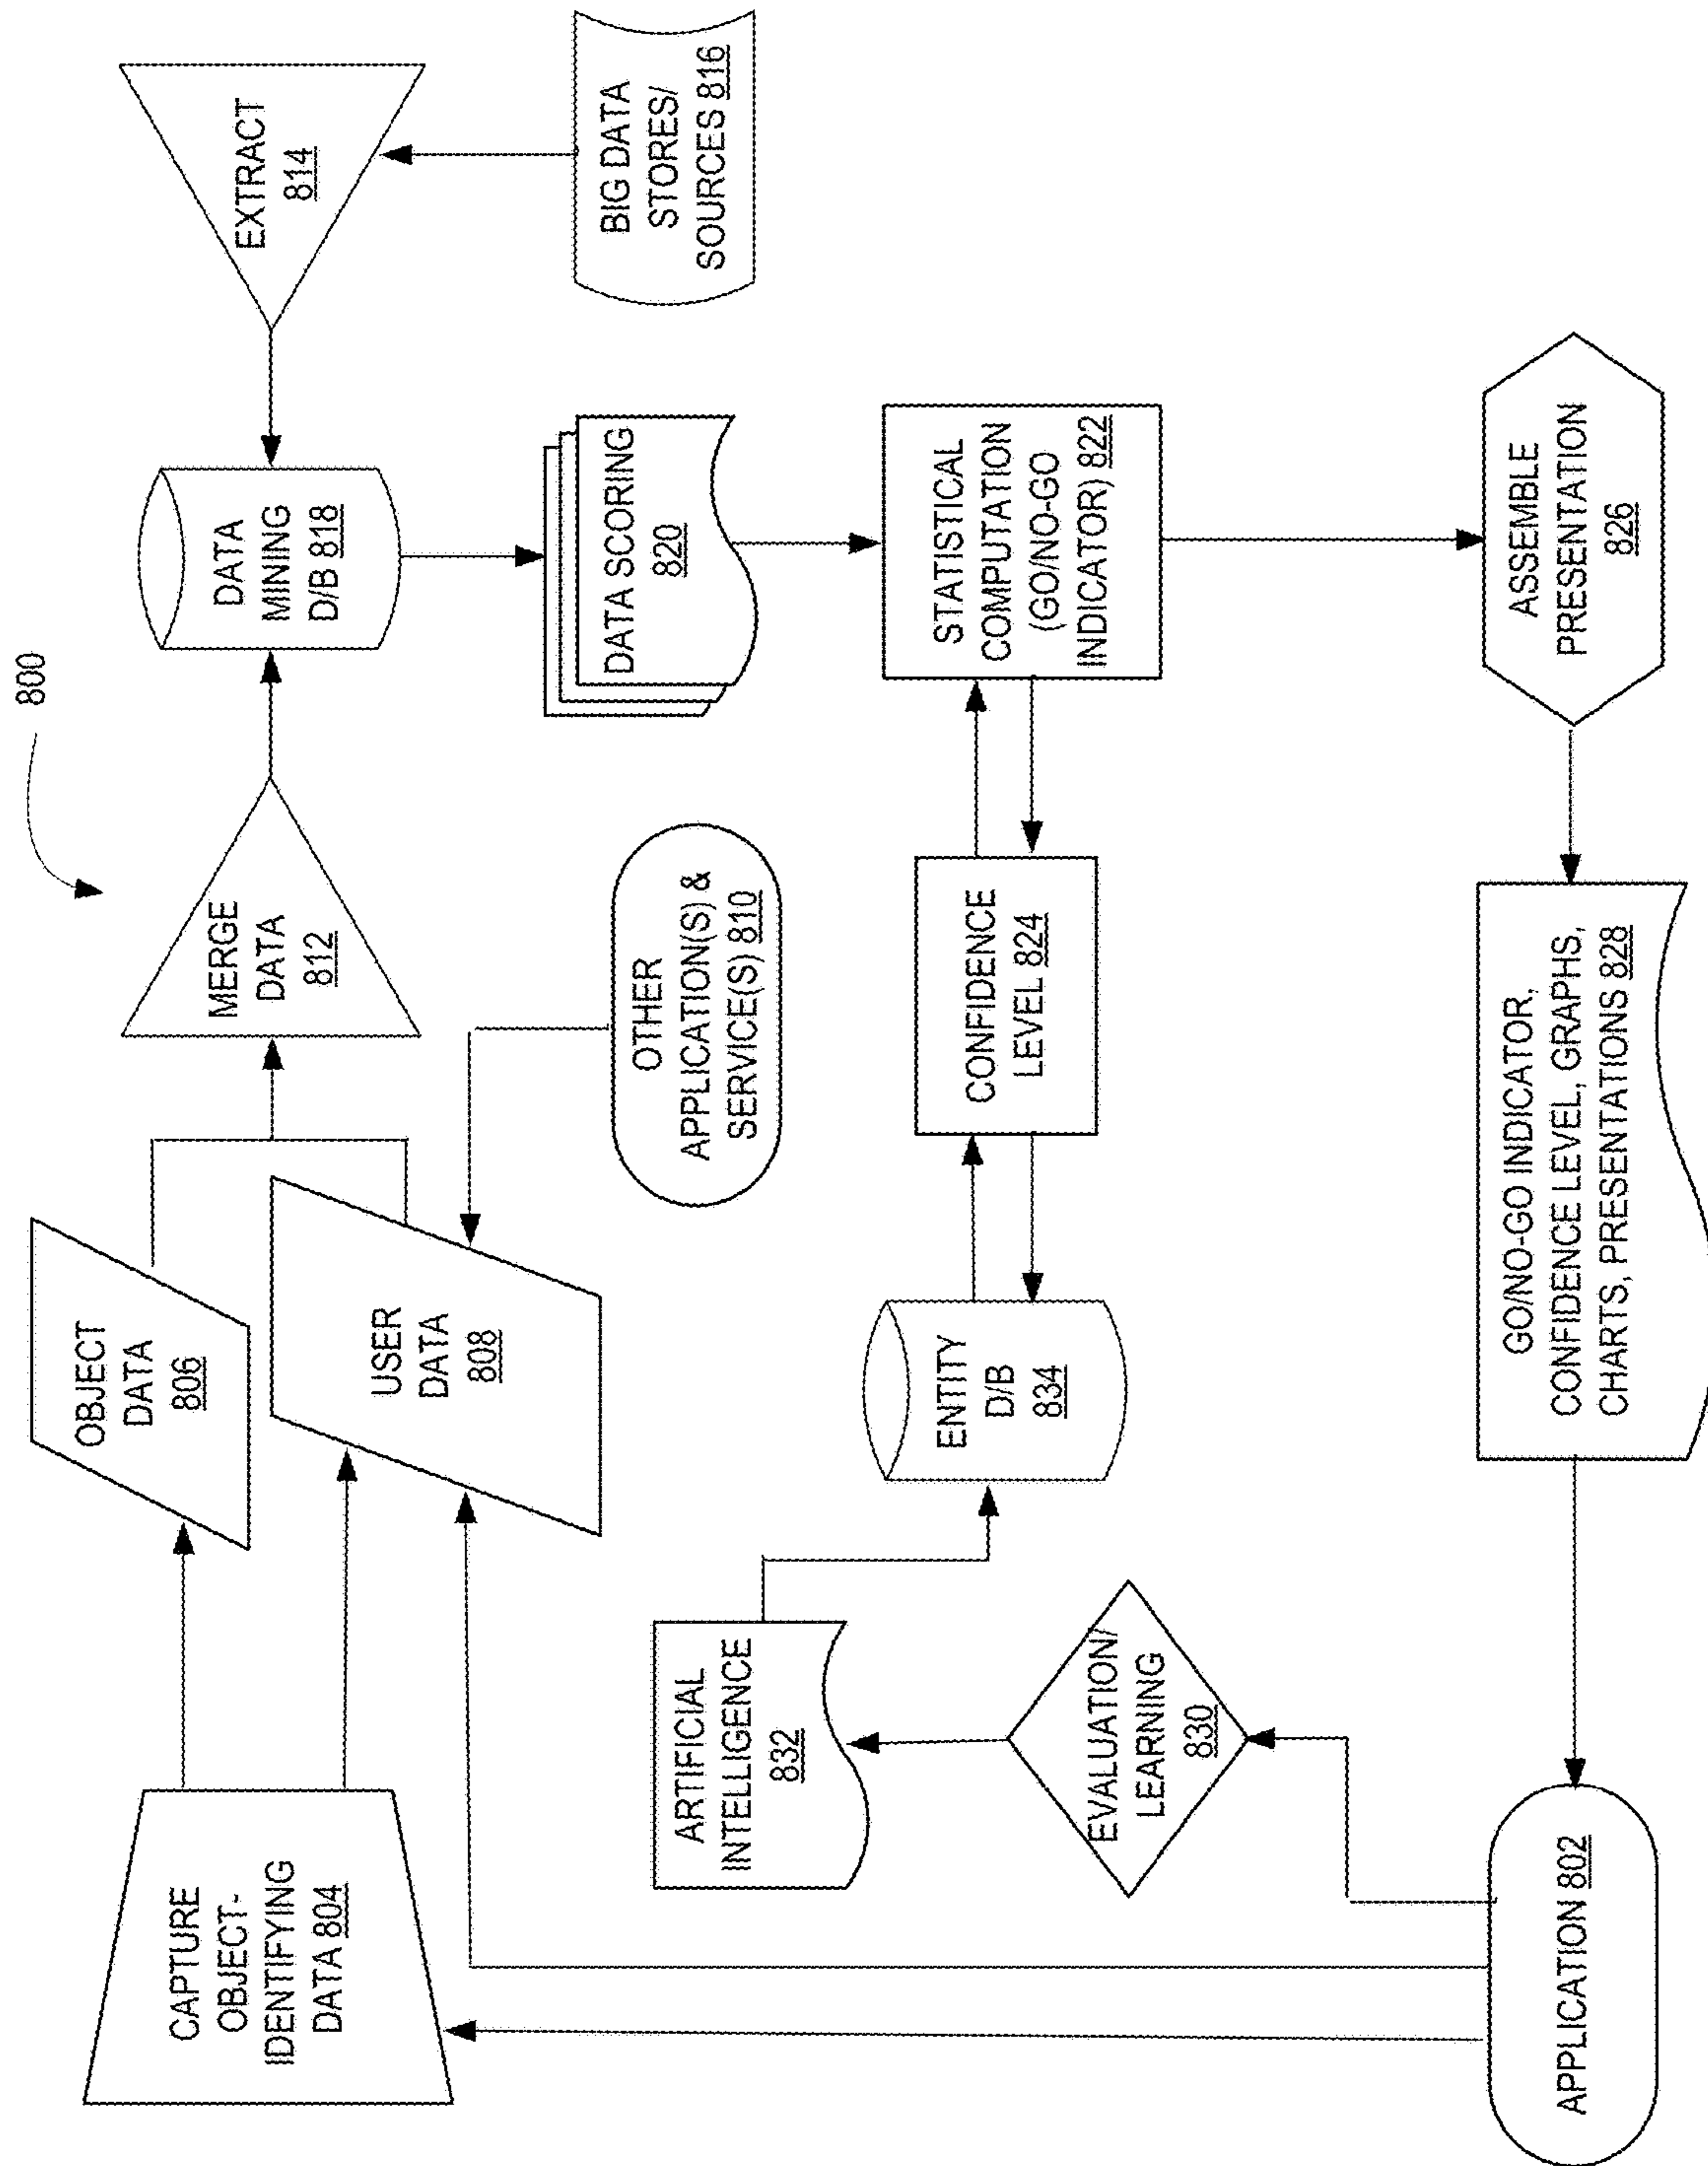 800
CAPTURE
OBJECT-
IDENTIFYING
DATA 804
OBJECT
DATA
806
USER
DATA
808
MERGE
DATA
812
DATA
MINING
D/B 818
EXTRACT
814
BIG DATA
STORES/
SOURCES 816
OTHER
APPLICATION(S) &
SERVICE(S) 810
DATA SCORING
820
ARTIFICIAL
INTELLIGENCE
832
EVALUATION/
LEARNING
830
ENTITY
D/B
834
CONFIDENCE
LEVEL 824
STATISTICAL
COMPUTATION
(GO/NO-GO
INDICATOR) 822
APPLICATION 802
GO/NO-GO INDICATOR,
CONFIDENCE LEVEL, GRAPHS,
CHARTS, PRESENTATIONS 828
ASSEMBLE
PRESENTATION
826